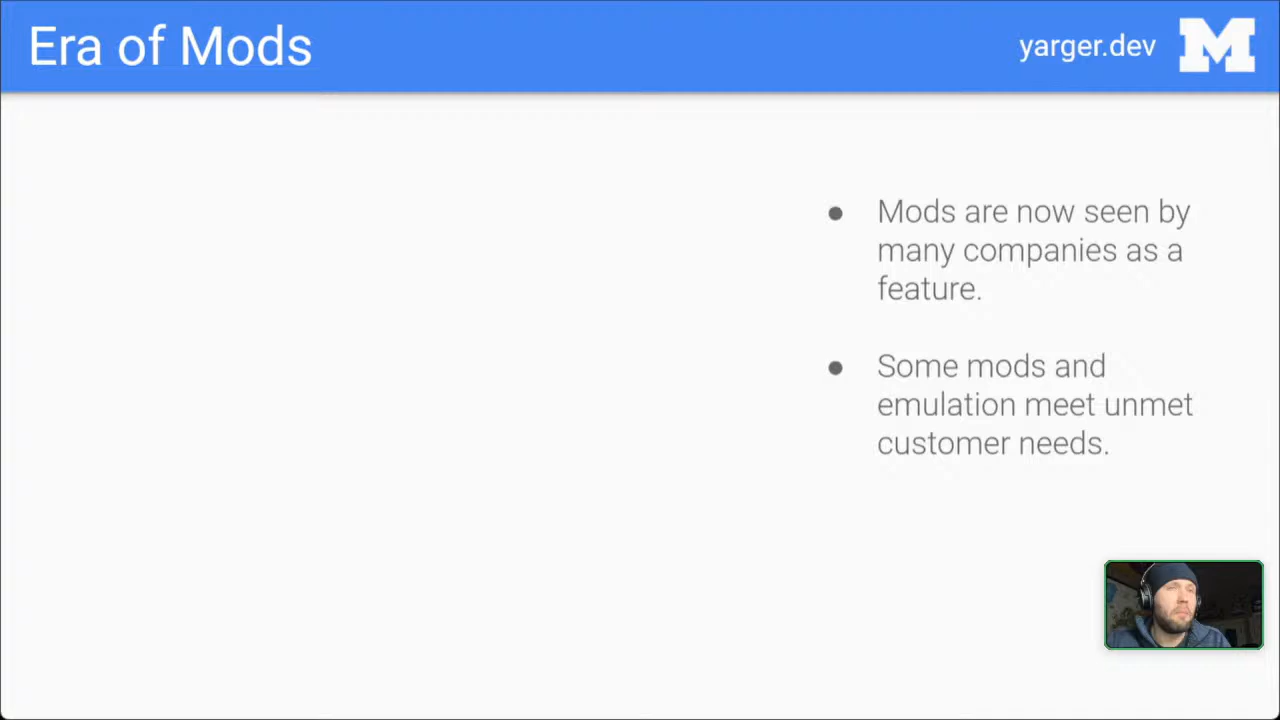 Era of Mods
yarger.dev
M
● Mods are now seen by
many companies as a
feature.
● Some mods and
emulation meet unmet
customer needs.